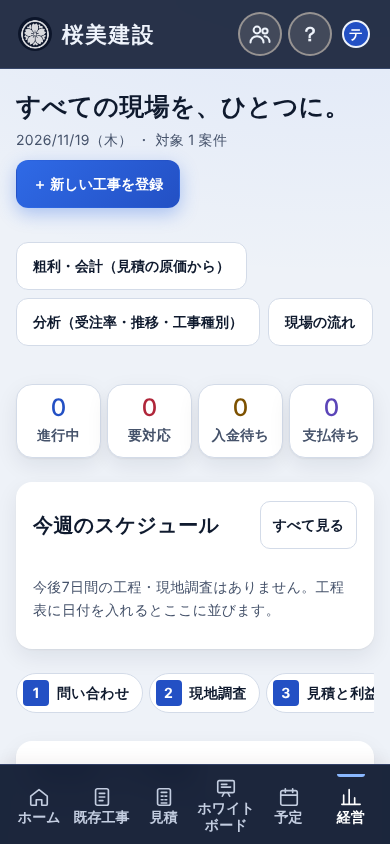 桜美建設
?
テ
すべての現場を、ひとつに。
2026/11/19（木） ・ 対象 1 案件
+ 新しい工事を登録
粗利・会計（見積の原価から）
分析（受注率・推移・工事種別）
現場の流れ
0
進行中
0
要対応
0
入金待ち
0
支払待ち
今週のスケジュール
すべて見る
今後7日間の工程・現地調査はありません。工程
表に日付を入れるとここに並びます。
1 問い合わせ
2 現地調査
3 見積と利益
ホーム
既存工事
見積
ホワイト
ボード
予定
経営